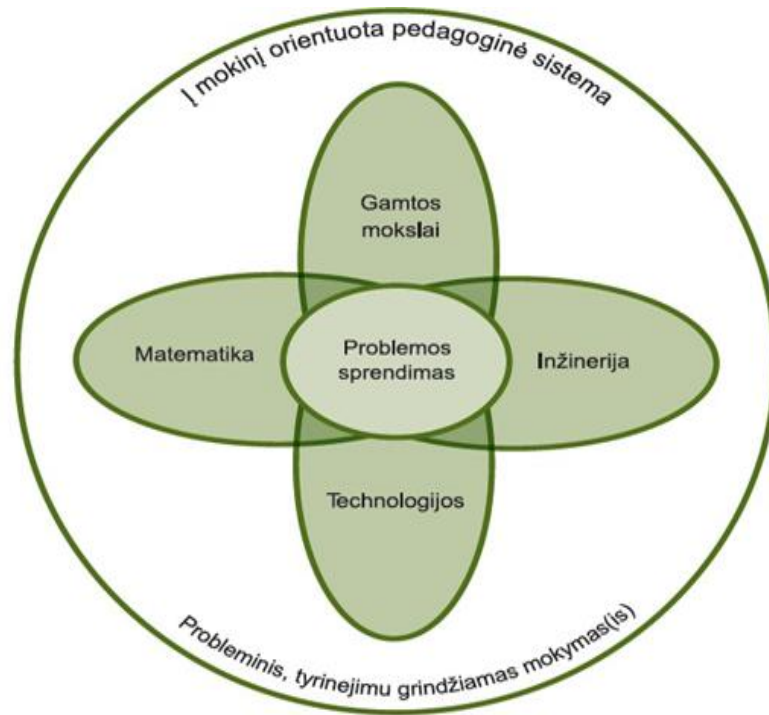 Į mokinį orientuota pedagoginė sistema
Gamtos
mokslai
Matematika
Problemos
sprendimas
Inžinerija
Technologijos
Probleminis, tyrinejimu grindžiamas mokymas(is)